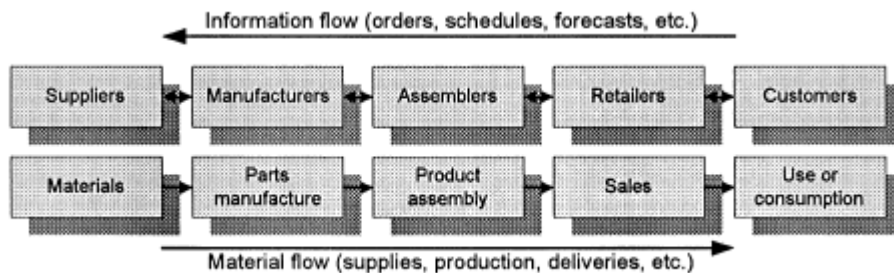 Information flow (orders, schedules, forecasts, etc.)
Suppliers
Manufacturers
Assemblers
Retailers
Customers
Materials
Parts
manufacture
Product
assembly
Sales
Use or
consumption
Material flow (supplies, production, deliveries, etc.)